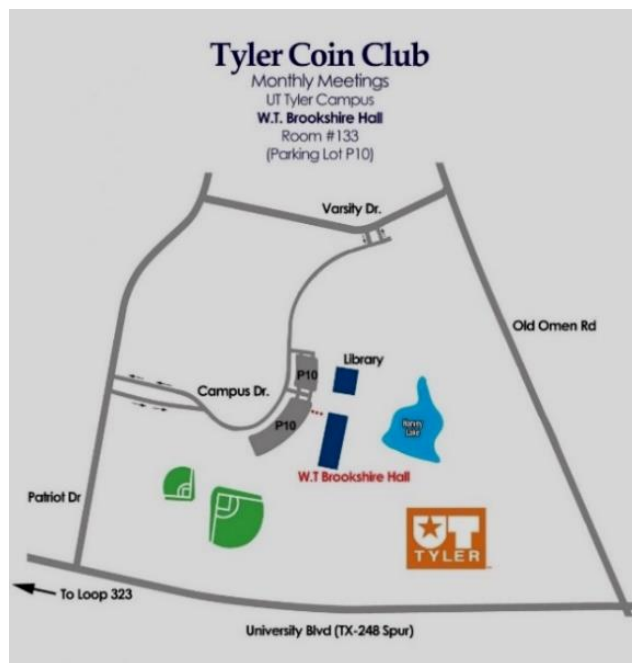 Tyler Coin Club
Monthly Meetings
UT Tyler Campus
W.T. Brookshire Hall
Room #133
(Parking Lot P10)
Varsity Dr.
Old Omen Rd
Library
P10
Campus Dr.
P10
Harvey
Lake
W.T Brookshire Hall
Patriot Dr
UT
TYLER
To Loop 323
University Blvd (TX-248 Spur)